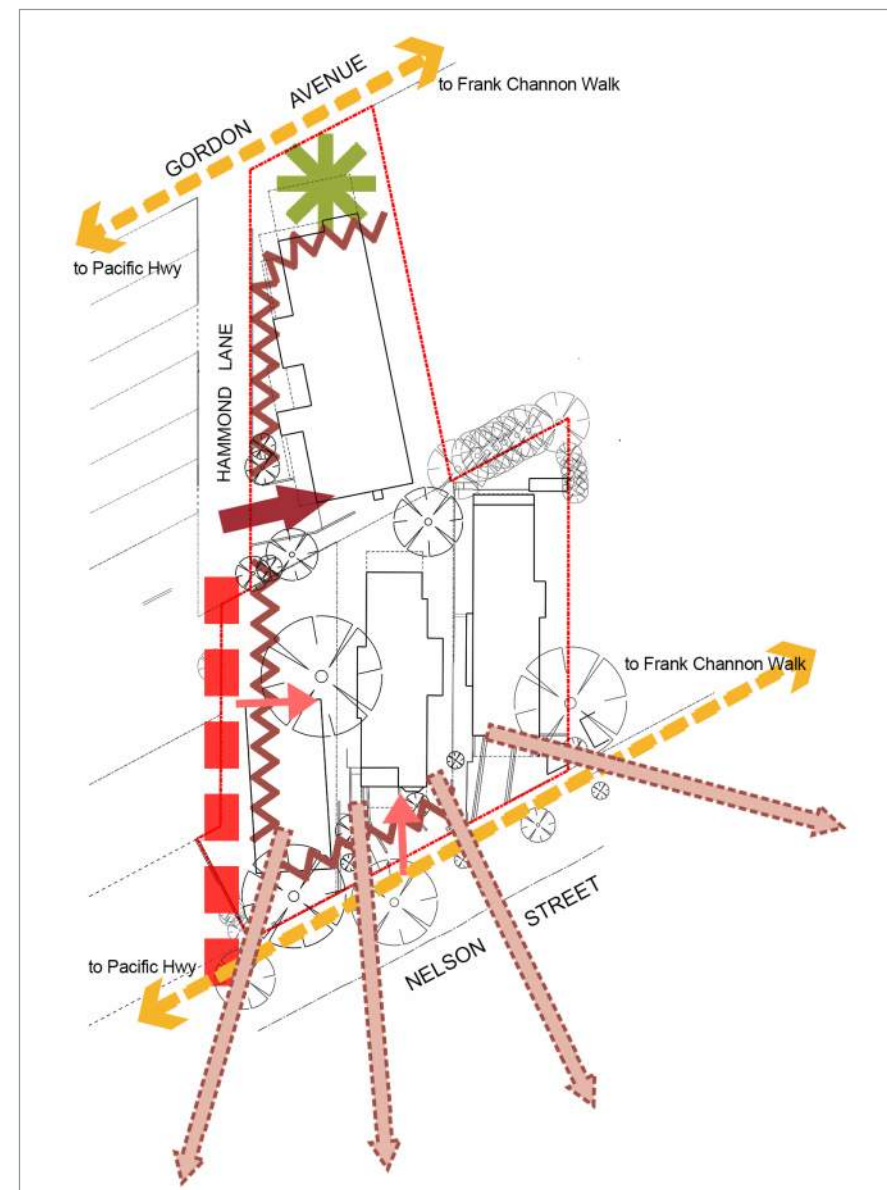 GORDON AVENUE
to Frank Channon Walk
to Pacific Hwy
HAMMOND LANE
to Frank Channon Walk
to Pacific Hwy
NELSON STREET